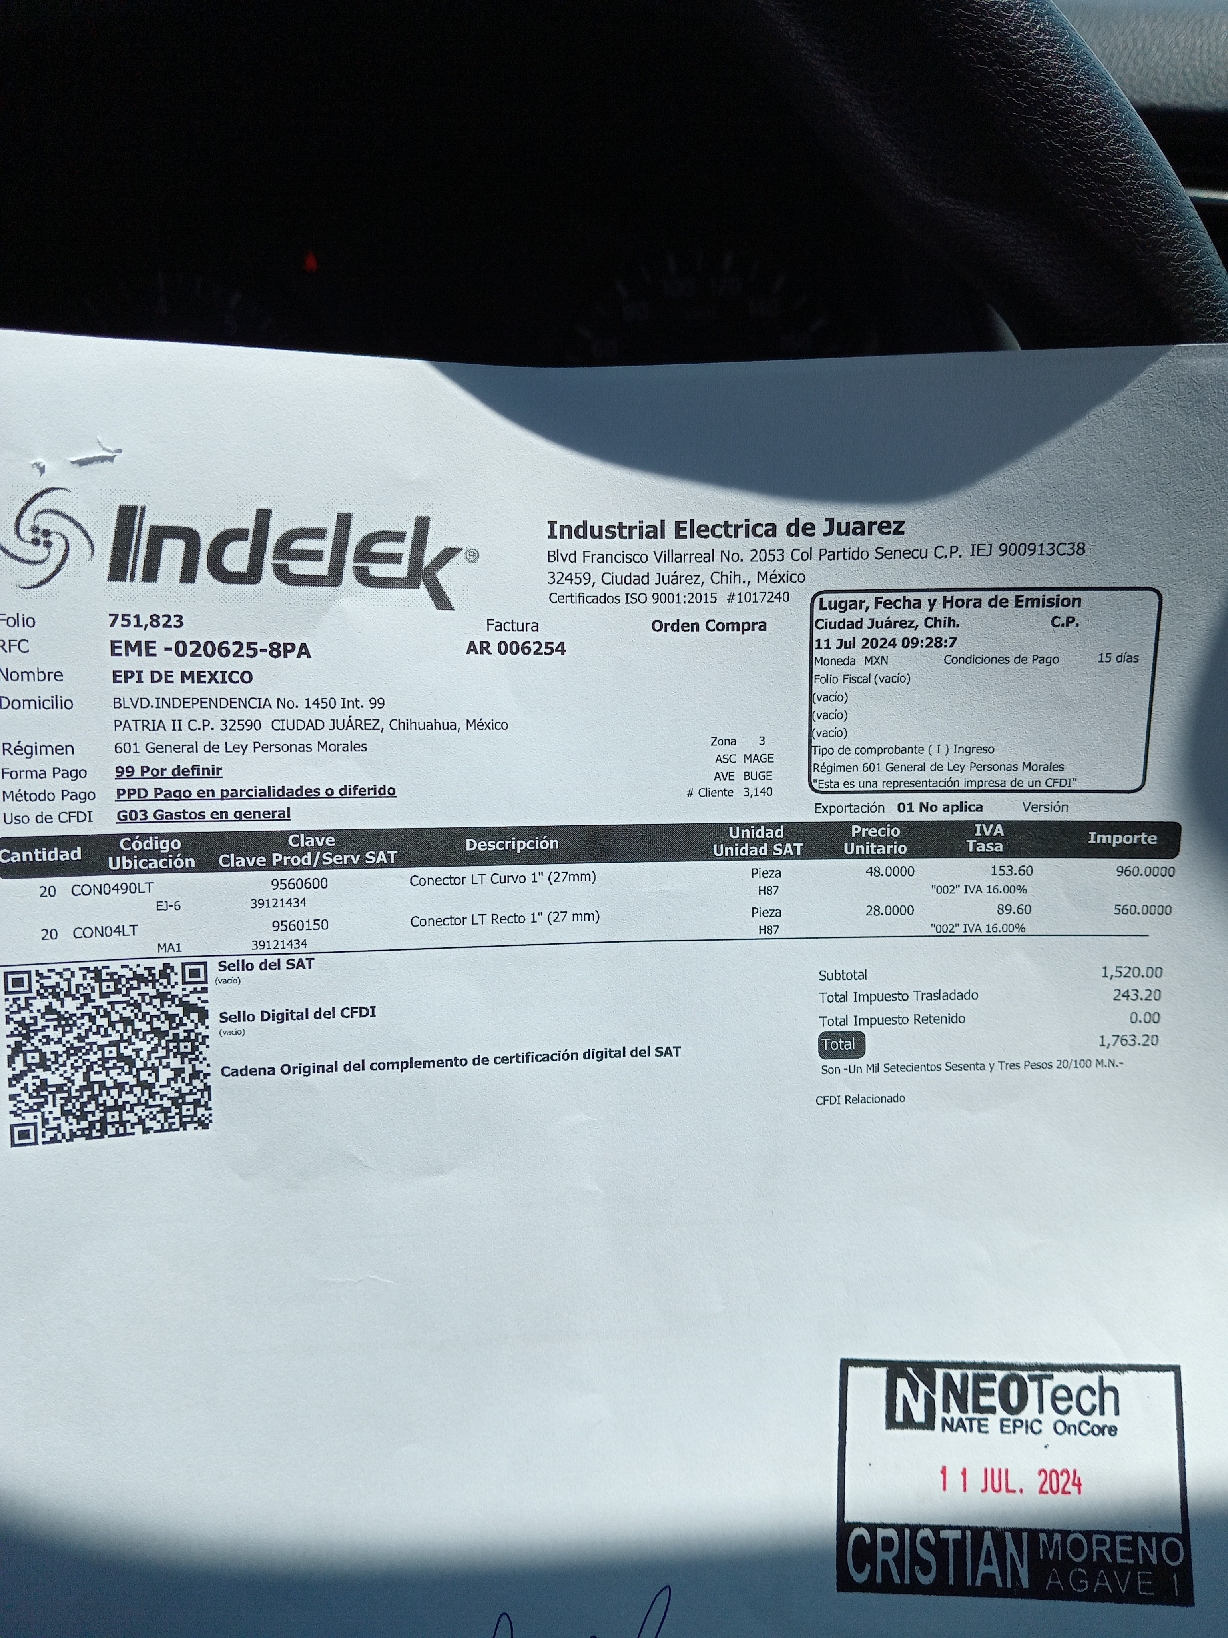 Indelek®
Industrial Electrica de Juarez
Blvd Francisco Villarreal No. 2053 Col Partido Senecu C.P. IEJ 900913C38
32459, Ciudad Juárez, Chih., México
Certificados ISO 9001:2015 #1017240
Folio 751,823
Factura
Orden Compra
RFC EME -020625-8PA
AR 006254
Nombre EPI DE MEXICO
Domicilio BLVD.INDEPENDENCIA No. 1450 Int. 99
PATRIA II C.P. 32590 CIUDAD JUÁREZ, Chihuahua, México
Régimen 601 General de Ley Personas Morales
Forma Pago 99 Por definir
Método Pago PPD Pago en parcialidades o diferido
Uso de CFDI G03 Gastos en general
Zona 3
ASC MAGE
AVE BUGE
# Cliente 3,140
Lugar, Fecha y Hora de Emision
Ciudad Juárez, Chih. C.P.
11 Jul 2024 09:28:7
Moneda MXN Condiciones de Pago 15 días
Folio Fiscal (vacío)
(vacío)
(vacío)
(vacío)
Tipo de comprobante ( I ) Ingreso
Régimen 601 General de Ley Personas Morales
"Esta es una representación impresa de un CFDI"
Exportación 01 No aplica Versión
Cantidad Código Ubicación Clave Clave Prod/Serv SAT Descripción Unidad Unidad SAT Precio Unitario IVA Tasa Importe
20 CON0490LT 9560600 Conector LT Curvo 1" (27mm) Pieza 48.0000 153.60 960.0000
EJ-6 39121434 H87 "002" IVA 16.00%
20 CON04LT 9560150 Conector LT Recto 1" (27 mm) Pieza 28.0000 89.60 560.0000
MA1 39121434 H87 "002" IVA 16.00%
Sello del SAT
(vacío)
Sello Digital del CFDI
(vacío)
Cadena Original del complemento de certificación digital del SAT
Subtotal 1,520.00
Total Impuesto Trasladado 243.20
Total Impuesto Retenido 0.00
Total 1,763.20
Son -Un Mil Setecientos Sesenta y Tres Pesos 20/100 M.N.-
CFDI Relacionado
NEOTech
NATE EPIC OnCore
11 JUL. 2024
CRISTIAN MORENO
AGAVE 1